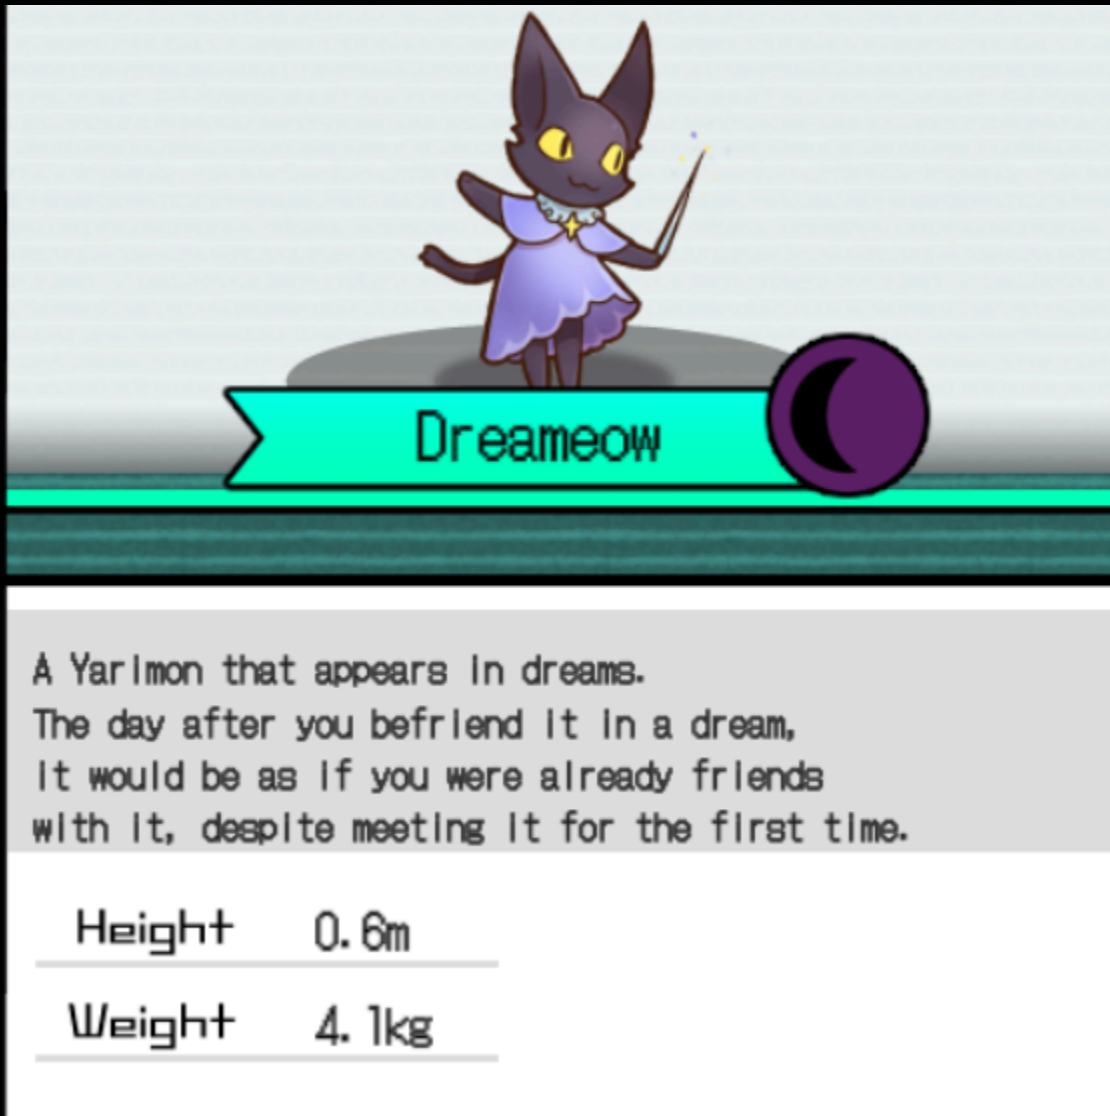 Dreameow
A Yarimon that appears in dreams.
The day after you befriend it in a dream,
it would be as if you were already friends
with it, despite meeting it for the first time.
Height 0.6m
Weight 4.1kg